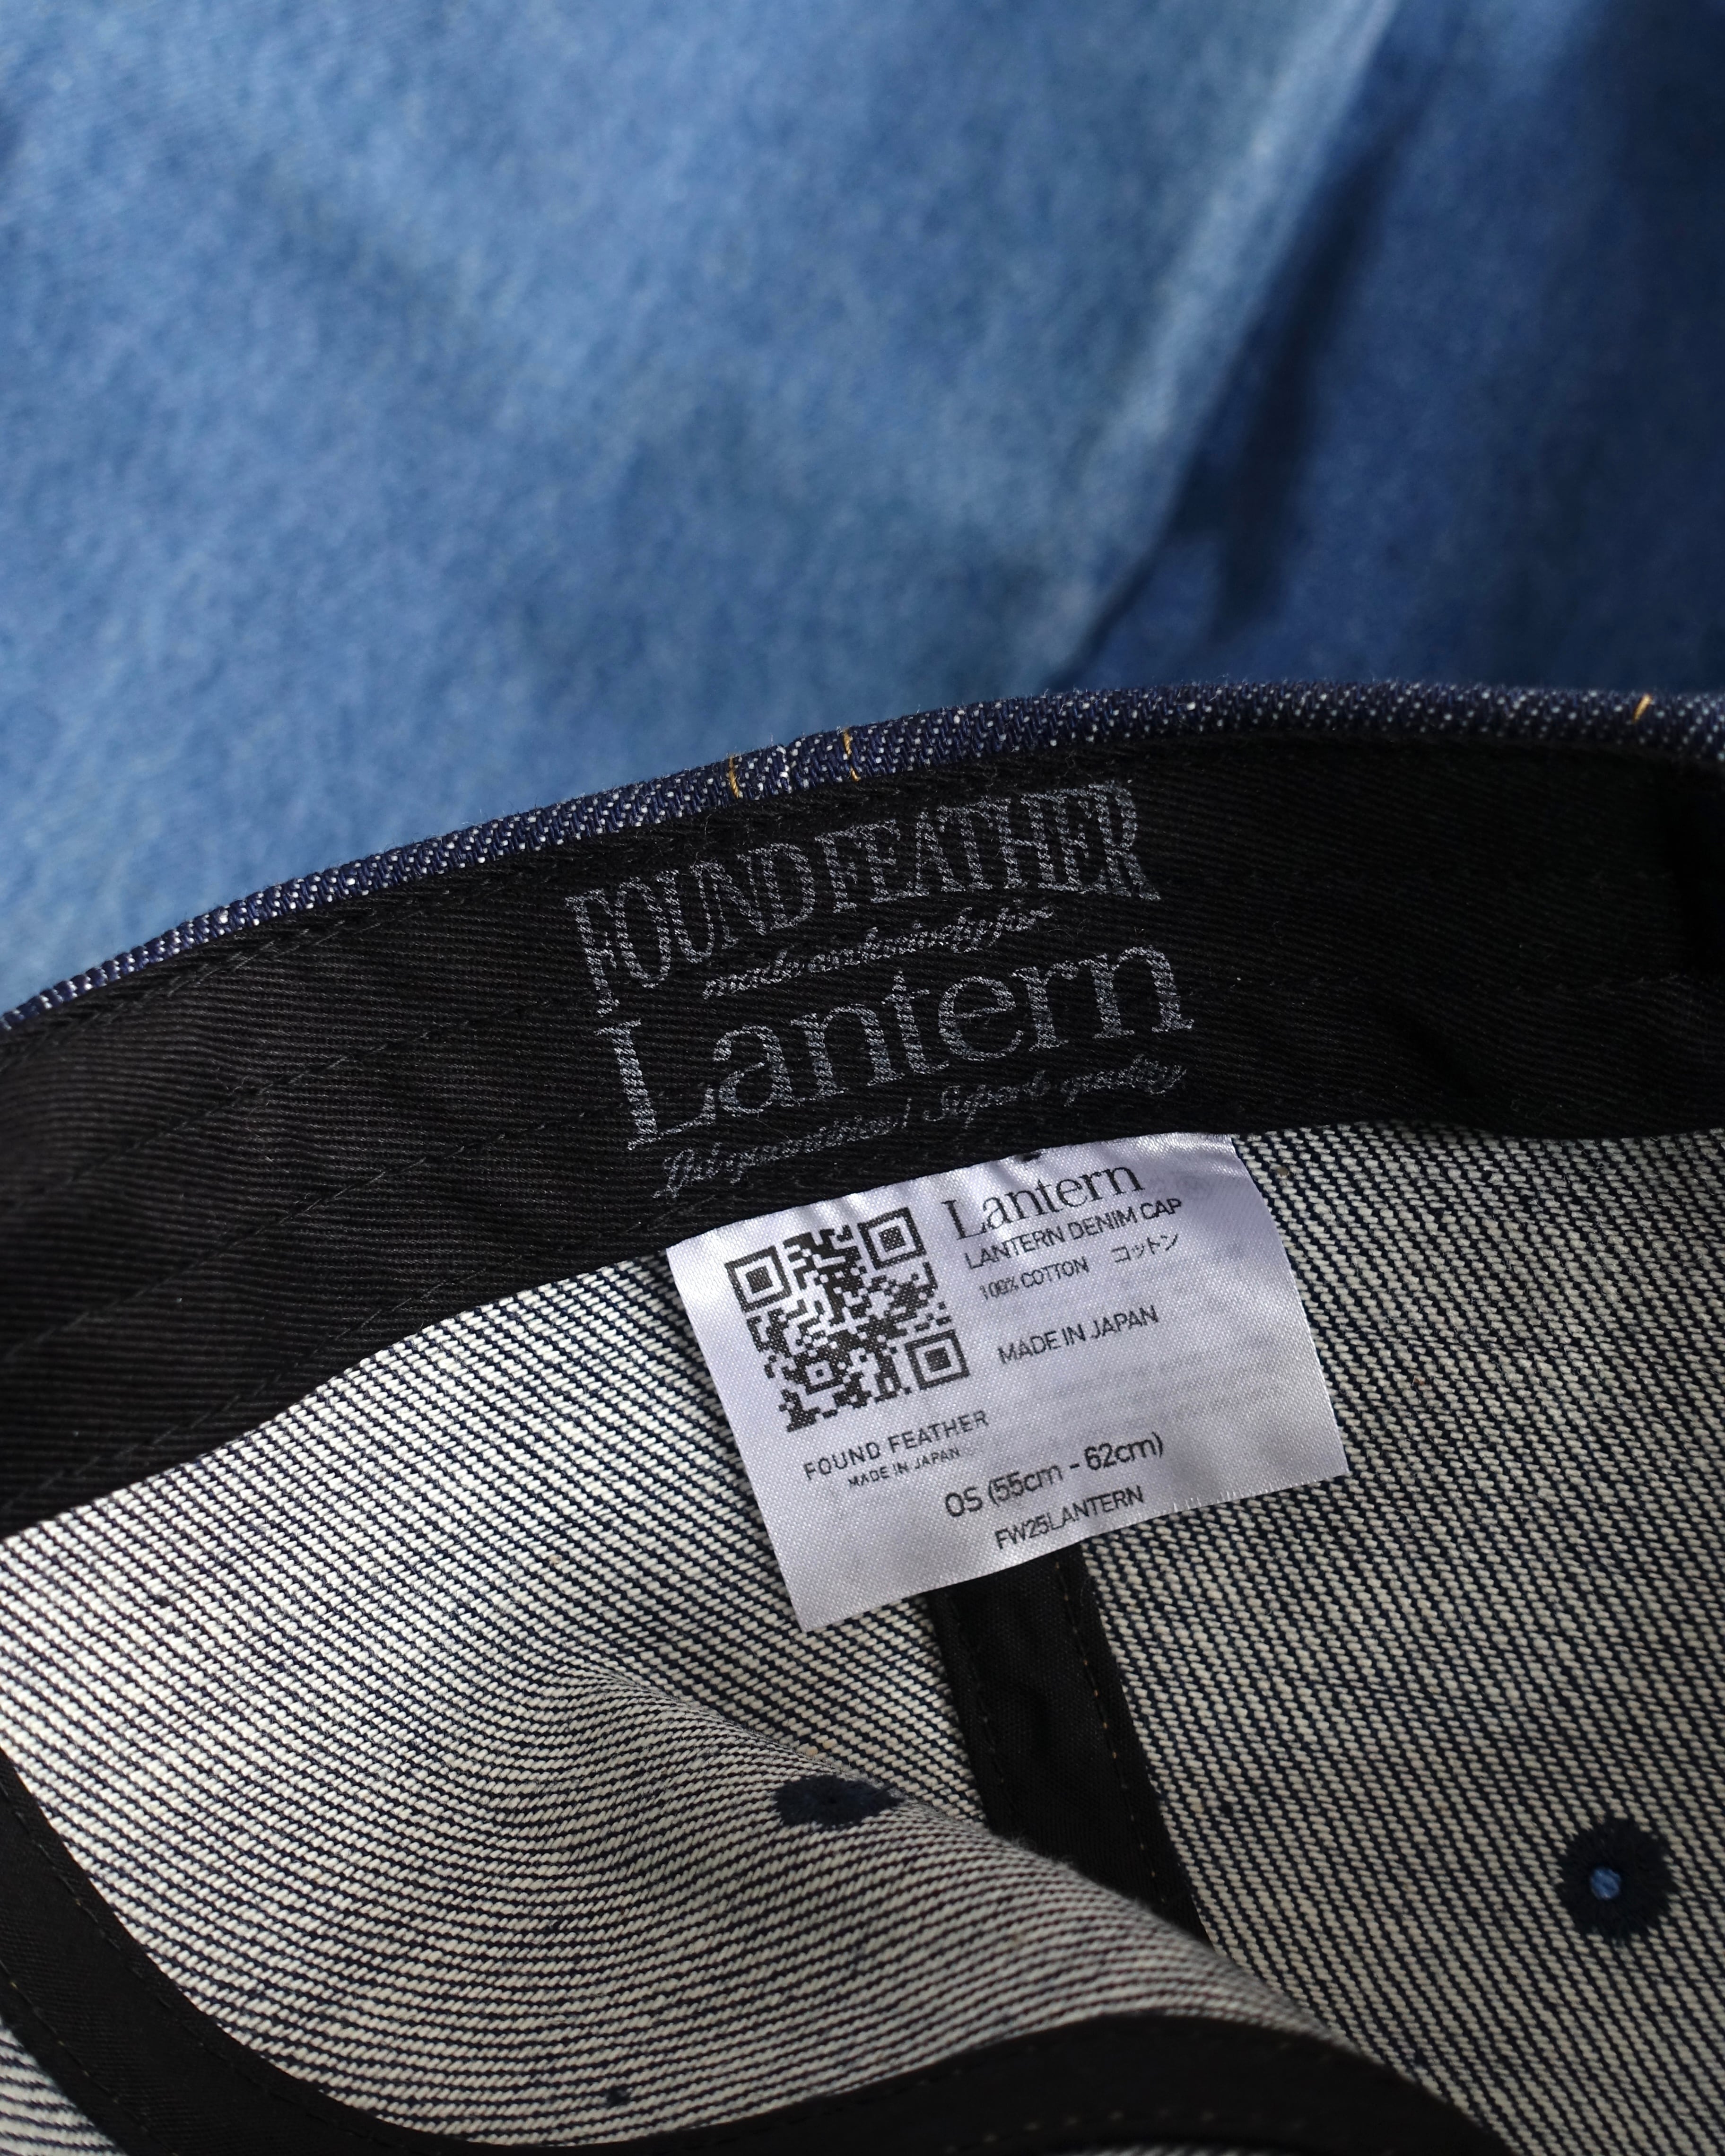 FOUND FEATHER
made exclusively for
Lantern
quantities / Superb quality
Lantern
LANTERN DENIM CAP
100% COTTON コットン
MADE IN JAPAN
FOUND FEATHER
MADE IN JAPAN
OS (55cm - 62cm)
FW25LANTERN